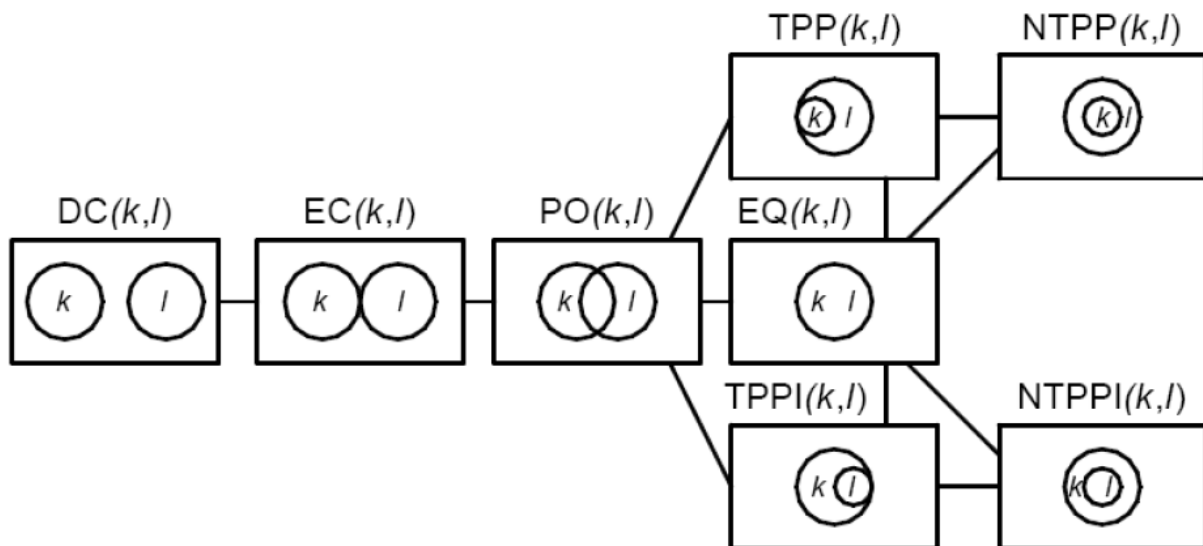 TPP(k,l) NTPP(k,l)
k l
k l
DC(k,l) EC(k,l) PO(k,l) EQ(k,l)
k l
k l
k l
k l
TPPI(k,l) NTPPI(k,l)
k l
k l